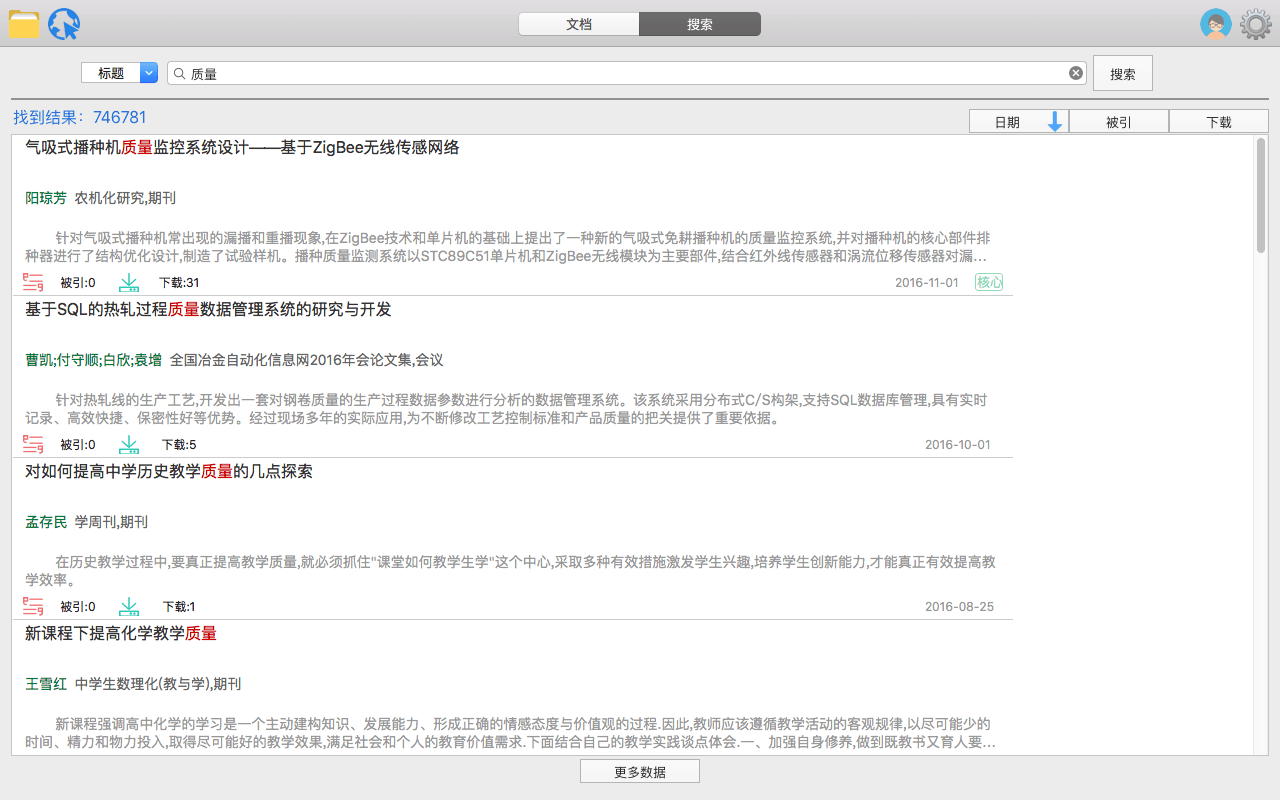 文档
搜索
标题
质量
搜索
找到结果：746781
日期
被引
下载
气吸式播种机质量监控系统设计——基于ZigBee无线传感网络
阳琼芳 农机化研究,期刊
针对气吸式播种机常出现的漏播和重播现象,在ZigBee技术和单片机的基础上提出了一种新的气吸式免耕播种机的质量监控系统,并对播种机的核心部件排
种器进行了结构优化设计,制造了试验样机。播种质量监测系统以STC89C51单片机和ZigBee无线模块为主要部件,结合红外线传感器和涡流位移传感器对漏...
被引:0 下载:31 2016-11-01 核心
基于SQL的热轧过程质量数据管理系统的研究与开发
曹凯;付守顺;白欣;袁增 全国冶金自动化信息网2016年会论文集,会议
针对热轧线的生产工艺,开发出一套对钢卷质量的生产过程数据参数进行分析的数据管理系统。该系统采用分布式C/S构架,支持SQL数据库管理,具有实时
记录、高效快捷、保密性好等优势。经过现场多年的实际应用,为不断修改工艺控制标准和产品质量的把关提供了重要依据。
被引:0 下载:5 2016-10-01
对如何提高中学历史教学质量的几点探索
孟存民 学周刊,期刊
在历史教学过程中,要真正提高教学质量,就必须抓住"课堂如何教学生学"这个中心,采取多种有效措施激发学生兴趣,培养学生创新能力,才能真正有效提高教
学效率。
被引:0 下载:1 2016-08-25
新课程下提高化学教学质量
王雪红 中学生数理化(教与学),期刊
新课程强调高中化学的学习是一个主动建构知识、发展能力、形成正确的情感态度与价值观的过程.因此,教师应该遵循教学活动的客观规律,以尽可能少的
时间、精力和物力投入,取得尽可能好的教学效果,满足社会和个人的教育价值需求.下面结合自己的教学实践谈点体会.一、加强自身修养,做到既教书又育人要...
更多数据